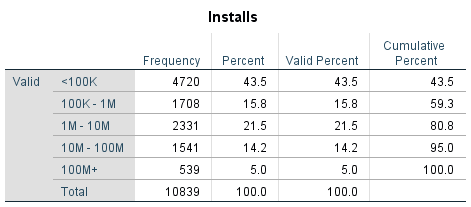 Installs
Frequency Percent Valid Percent Cumulative Percent
Valid <100K 4720 43.5 43.5 43.5
100K - 1M 1708 15.8 15.8 59.3
1M - 10M 2331 21.5 21.5 80.8
10M - 100M 1541 14.2 14.2 95.0
100M+ 539 5.0 5.0 100.0
Total 10839 100.0 100.0